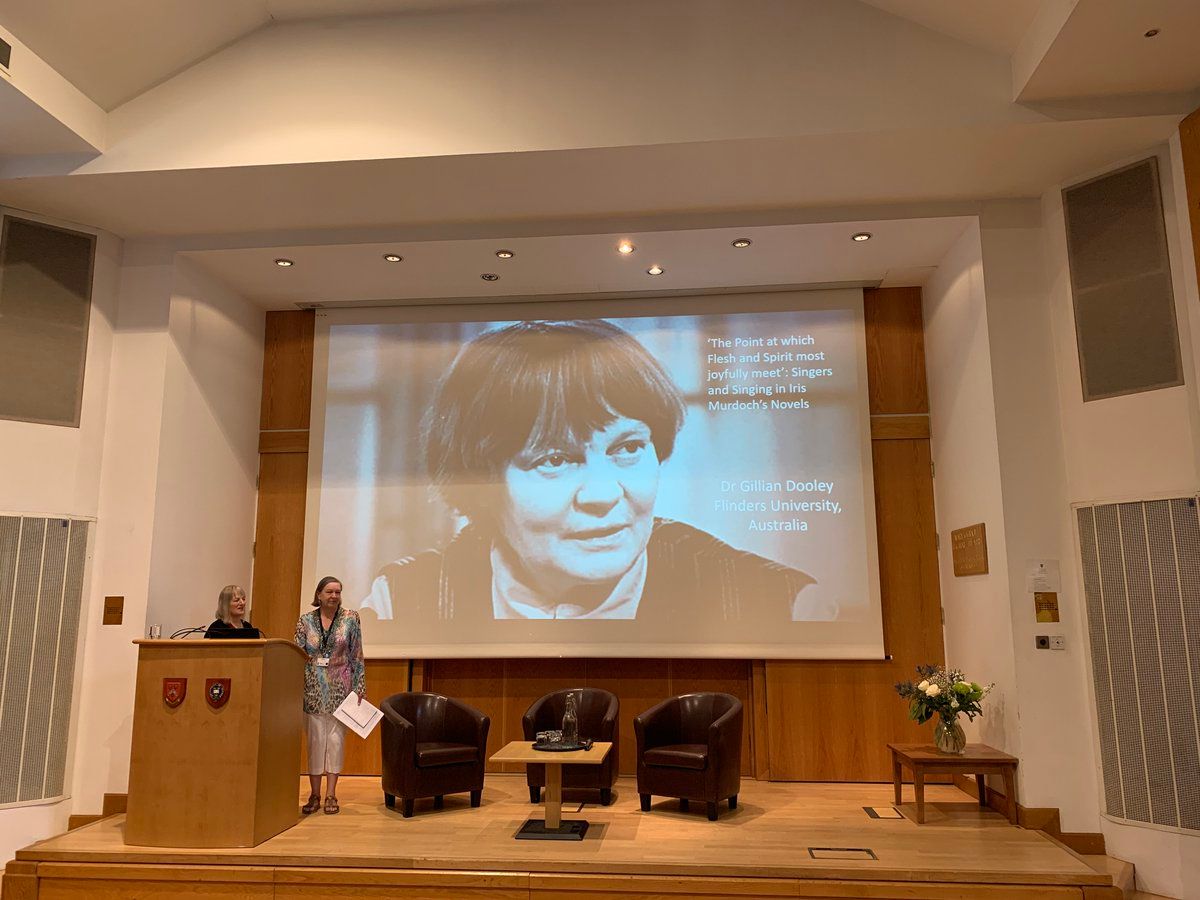 ‘The Point at which
Flesh and Spirit most
joyfully meet’: Singers
and Singing in Iris
Murdoch’s Novels
Dr Gillian Dooley
Flinders University,
Australia